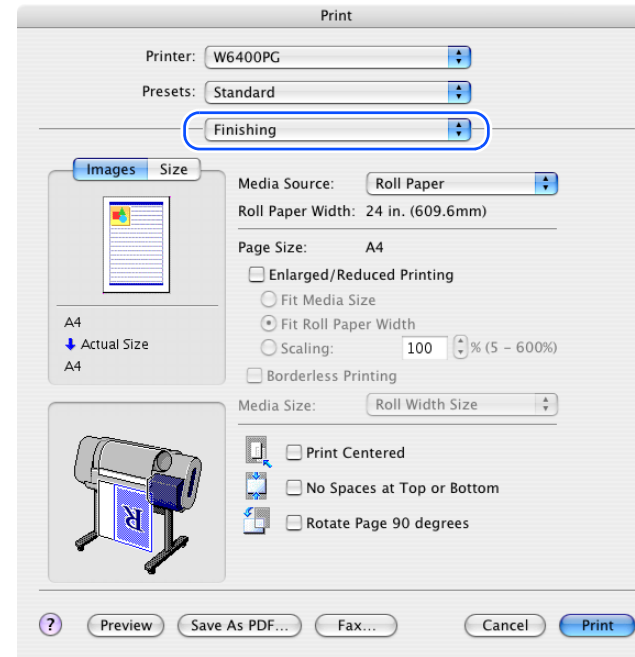 Print
Printer: W6400PG
Presets: Standard
Finishing
Images Size
A4
Actual Size
A4
Media Source: Roll Paper
Roll Paper Width: 24 in. (609.6mm)
Page Size: A4
Enlarged/Reduced Printing
Fit Media Size
Fit Roll Paper Width
Scaling: 100 % (5 - 600%)
Borderless Printing
Media Size: Roll Width Size
R
Print Centered
No Spaces at Top or Bottom
Rotate Page 90 degrees
? Preview Save As PDF... Fax... Cancel Print